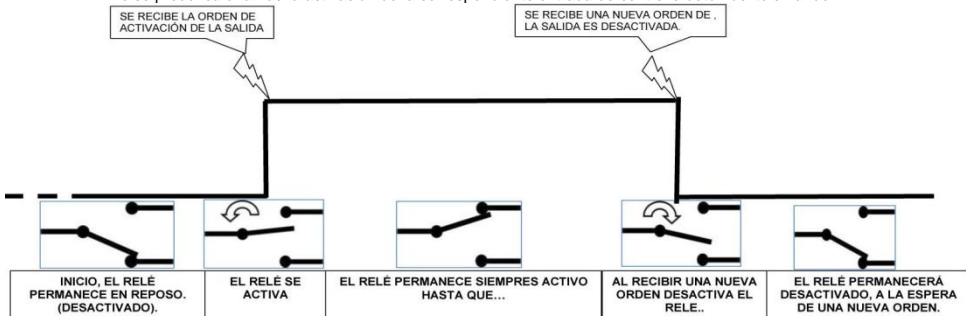 SE RECIBE LA ORDEN DE
ACTIVACIÓN DE LA SALIDA
SE RECIBE UNA NUEVA ORDEN DE ,
LA SALIDA ES DESACTIVADA.
INICIO, EL RELÉ
PERMANECE EN REPOSO.
(DESACTIVADO).
EL RELÉ SE
ACTIVA
EL RELÉ PERMANECE SIEMPRES ACTIVO
HASTA QUE…
AL RECIBIR UNA NUEVA
ORDEN DESACTIVA EL
RELE..
EL RELÉ PERMANECERÁ
DESACTIVADO, A LA ESPERA
DE UNA NUEVA ORDEN.